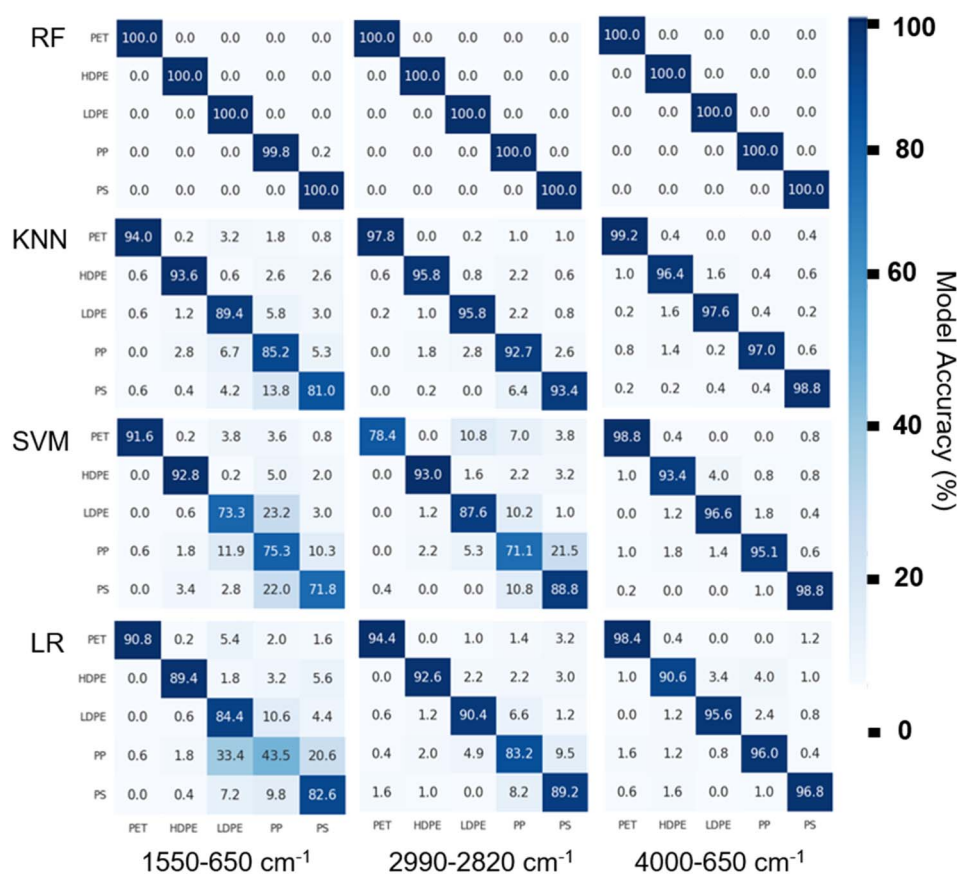 RF
PET 100.0 0.0 0.0 0.0 0.0 100.0 0.0 0.0 0.0 0.0 100.0 0.0 0.0 0.0 0.0 100
HDPE 0.0 100.0 0.0 0.0 0.0 0.0 100.0 0.0 0.0 0.0 0.0 100.0 0.0 0.0 0.0
LDPE 0.0 0.0 100.0 0.0 0.0 0.0 0.0 100.0 0.0 0.0 0.0 0.0 100.0 0.0 0.0
PP 0.0 0.0 0.0 99.8 0.2 0.0 0.0 0.0 100.0 0.0 0.0 0.0 0.0 100.0 0.0 80
PS 0.0 0.0 0.0 0.0 100.0 0.0 0.0 0.0 0.0 100.0 0.0 0.0 0.0 0.0 100.0
KNN
PET 94.0 0.2 3.2 1.8 0.8 97.8 0.0 0.2 1.0 1.0 99.2 0.4 0.0 0.0 0.4
HDPE 0.6 93.6 0.6 2.6 2.6 0.6 95.8 0.8 2.2 0.6 1.0 96.4 1.6 0.4 0.6 60
LDPE 0.6 1.2 89.4 5.8 3.0 0.2 1.0 95.8 2.2 0.8 0.2 1.6 97.6 0.4 0.2
PP 0.0 2.8 6.7 85.2 5.3 0.0 1.8 2.8 92.7 2.6 0.8 1.4 0.2 97.0 0.6
PS 0.6 0.4 4.2 13.8 81.0 0.0 0.2 0.0 6.4 93.4 0.2 0.2 0.4 0.4 98.8
Model Accuracy (%)
SVM
PET 91.6 0.2 3.8 3.6 0.8 78.4 0.0 10.8 7.0 3.8 98.8 0.4 0.0 0.0 0.8 40
HDPE 0.0 92.8 0.2 5.0 2.0 0.0 93.0 1.6 2.2 3.2 1.0 93.4 4.0 0.8 0.8
LDPE 0.0 0.6 73.3 23.2 3.0 0.0 1.2 87.6 10.2 1.0 0.0 1.2 96.6 1.8 0.4
PP 0.6 1.8 11.9 75.3 10.3 0.0 2.2 5.3 71.1 21.5 1.0 1.8 1.4 95.1 0.6
PS 0.0 3.4 2.8 22.0 71.8 0.4 0.0 0.0 10.8 88.8 0.2 0.0 0.0 1.0 98.8 20
LR
PET 90.8 0.2 5.4 2.0 1.6 94.4 0.0 1.0 1.4 3.2 98.4 0.4 0.0 0.0 1.2
HDPE 0.0 89.4 1.8 3.2 5.6 0.0 92.6 2.2 2.2 3.0 1.0 90.6 3.4 4.0 1.0
LDPE 0.0 0.6 84.4 10.6 4.4 0.6 1.2 90.4 6.6 1.2 0.0 1.2 95.6 2.4 0.8 0
PP 0.6 1.8 33.4 43.5 20.6 0.4 2.0 4.9 83.2 9.5 1.6 1.2 0.8 96.0 0.4
PS 0.0 0.4 7.2 9.8 82.6 1.6 1.0 0.0 8.2 89.2 0.6 1.6 0.0 1.0 96.8
PET HDPE LDPE PP PS PET HDPE LDPE PP PS PET HDPE LDPE PP PS
1550-650 cm⁻¹ 2990-2820 cm⁻¹ 4000-650 cm⁻¹